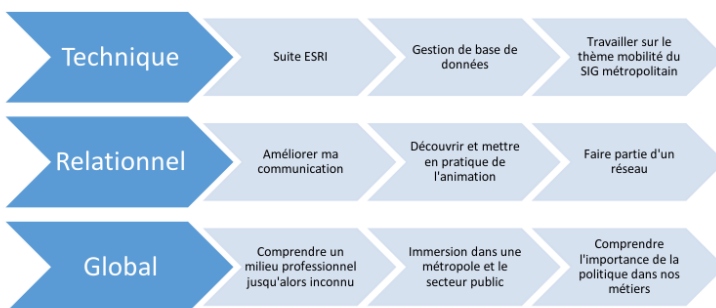 Technique
Suite ESRI
Gestion de base de
données
Travailler sur le
thème mobilité du
SIG métropolitain
Relationnel
Améliorer ma
communication
Découvrir et mettre
en pratique de
l'animation
Faire partie d'un
réseau
Global
Comprendre un
milieu professionnel
jusqu'alors inconnu
Immersion dans une
métropole et le
secteur public
Comprendre
l'importance de la
politique dans nos
métiers